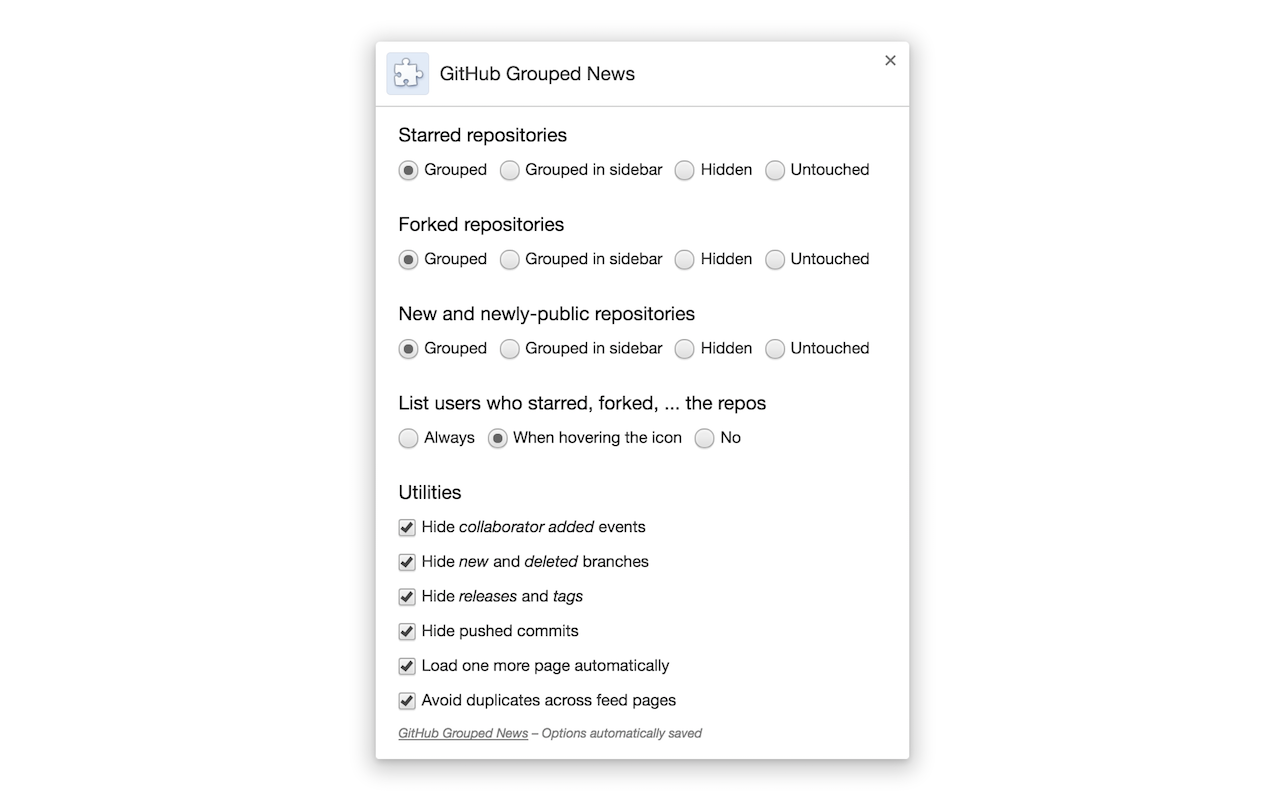 GitHub Grouped News
Starred repositories
Grouped Grouped in sidebar Hidden Untouched
Forked repositories
Grouped Grouped in sidebar Hidden Untouched
New and newly-public repositories
Grouped Grouped in sidebar Hidden Untouched
List users who starred, forked, ... the repos
Always When hovering the icon No
Utilities
Hide collaborator added events
Hide new and deleted branches
Hide releases and tags
Hide pushed commits
Load one more page automatically
Avoid duplicates across feed pages
GitHub Grouped News – Options automatically saved